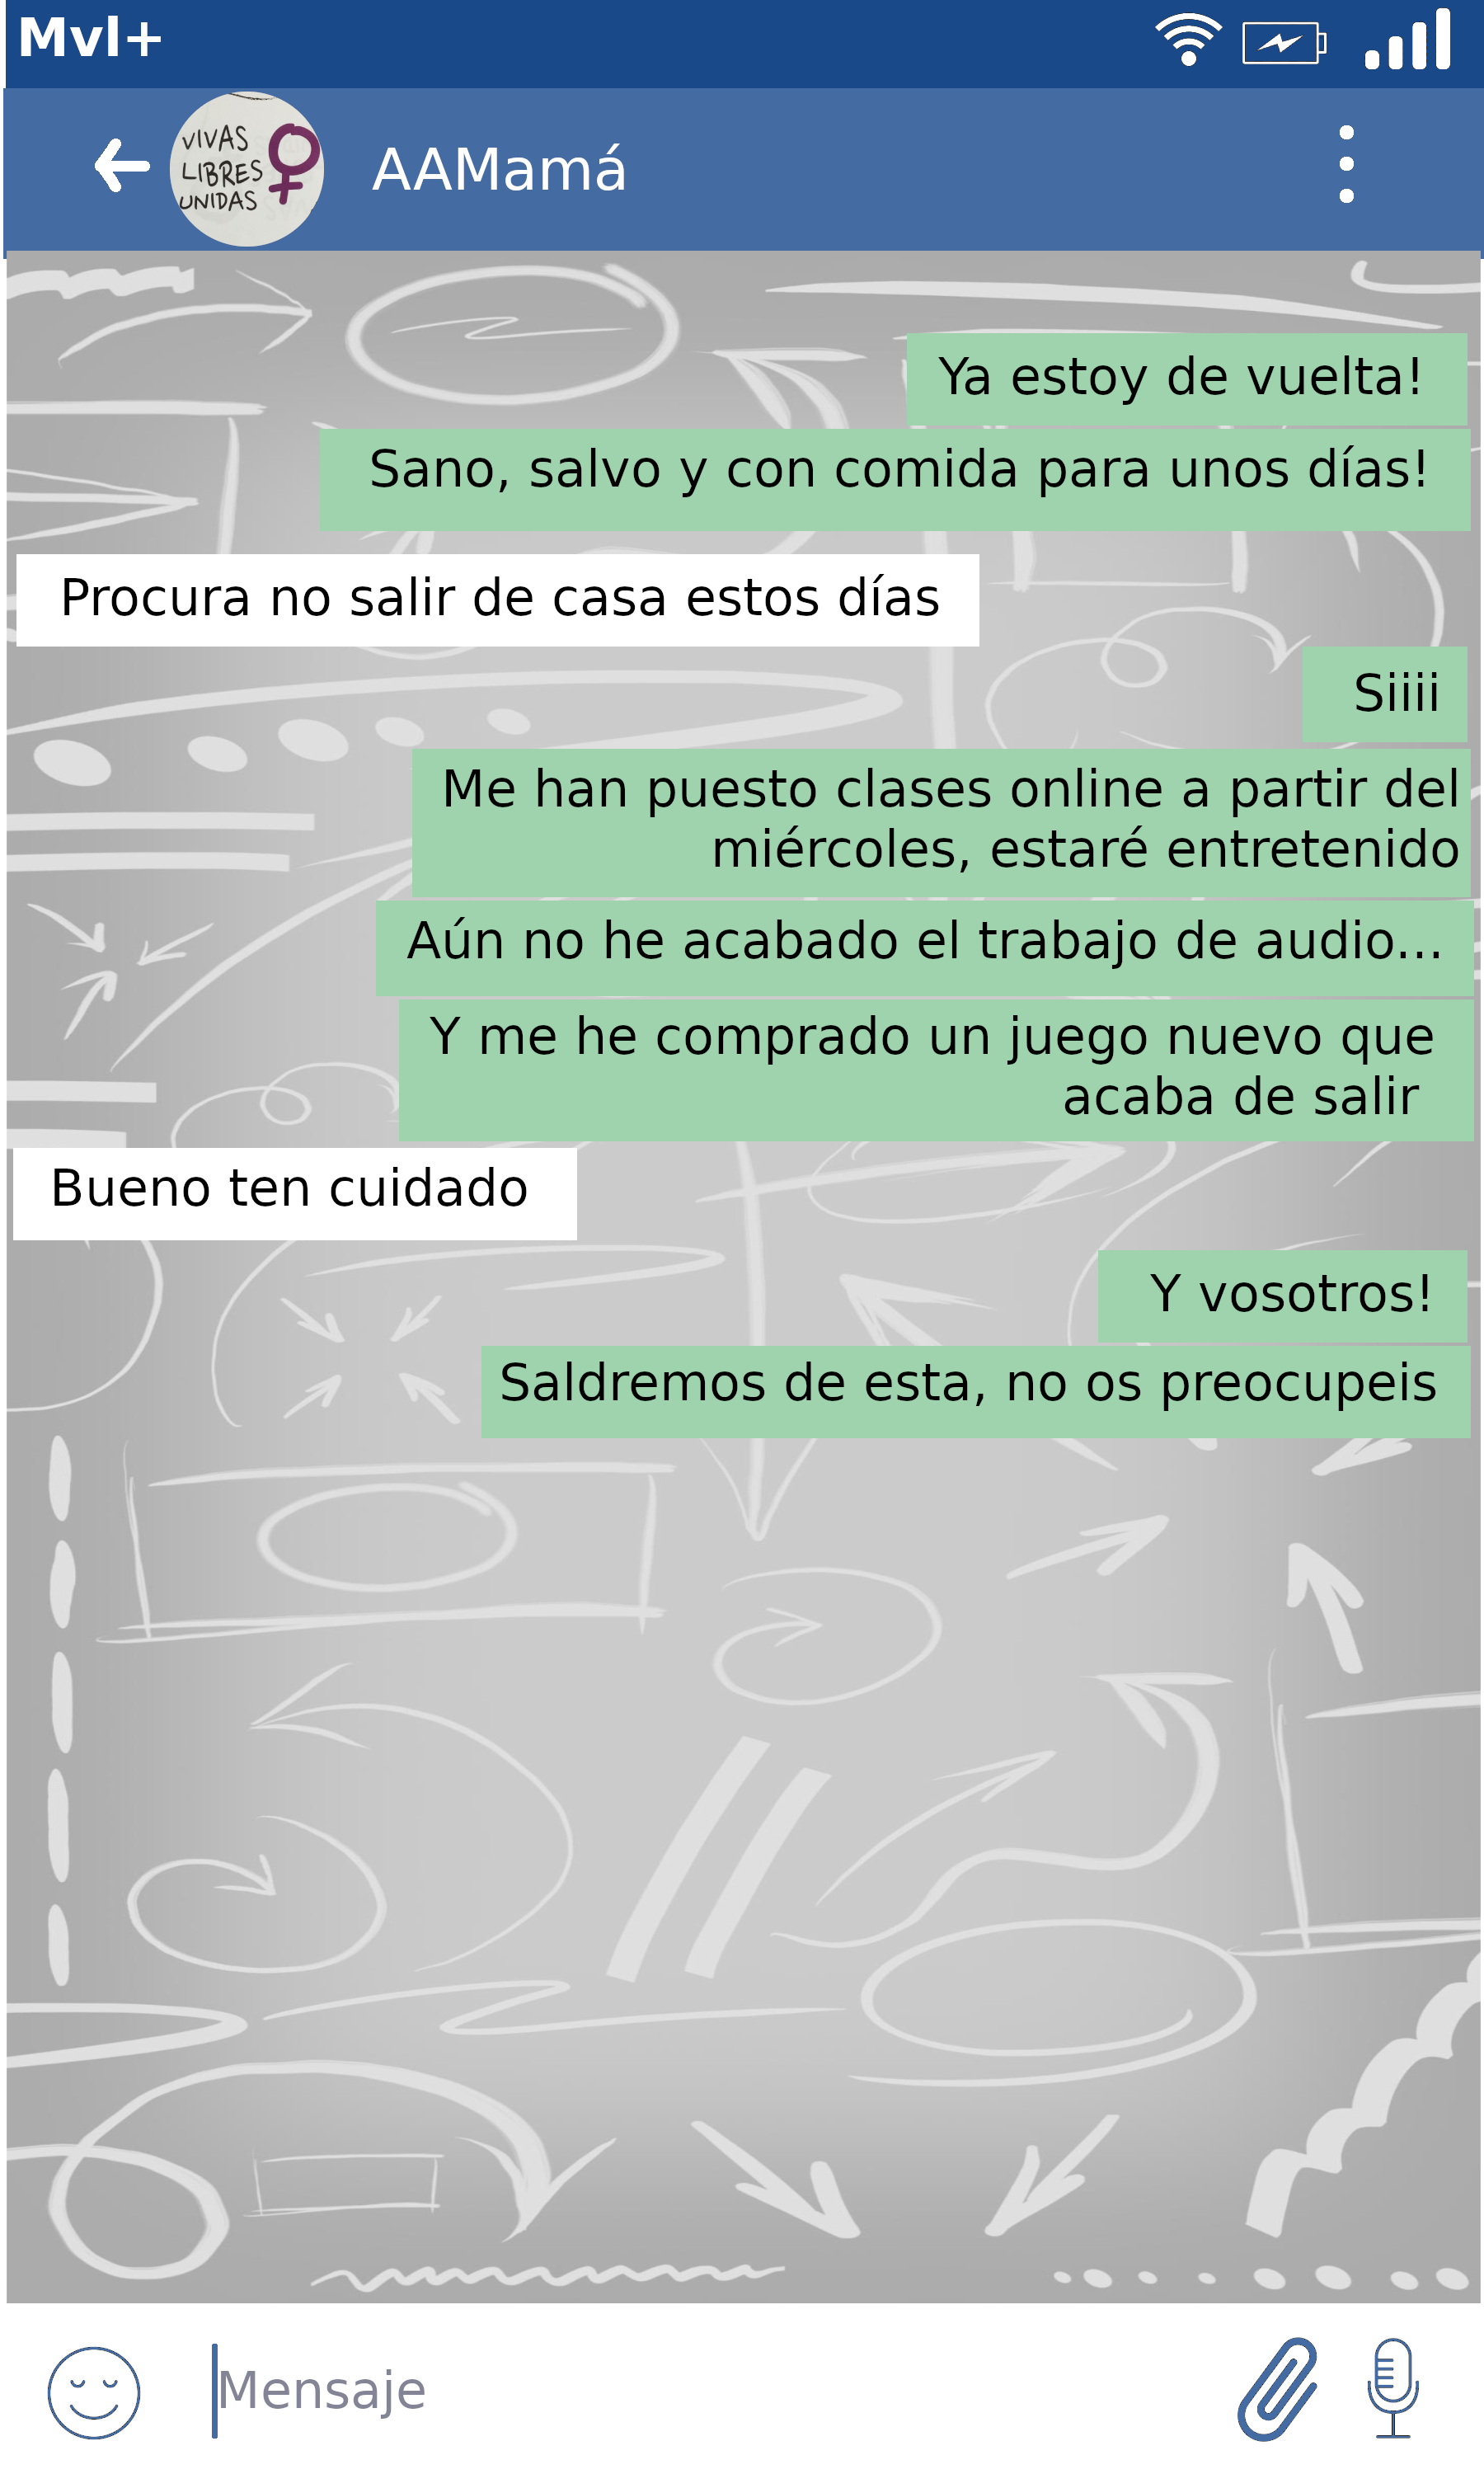 Mvl+
VIVAS
LIBRES
UNIDAS
AAMamá
Ya estoy de vuelta!
Sano, salvo y con comida para unos días!
Procura no salir de casa estos días
Siiii
Me han puesto clases online a partir del
miércoles, estaré entretenido
Aún no he acabado el trabajo de audio...
Y me he comprado un juego nuevo que
acaba de salir
Bueno ten cuidado
Y vosotros!
Saldremos de esta, no os preocupeis
Mensaje